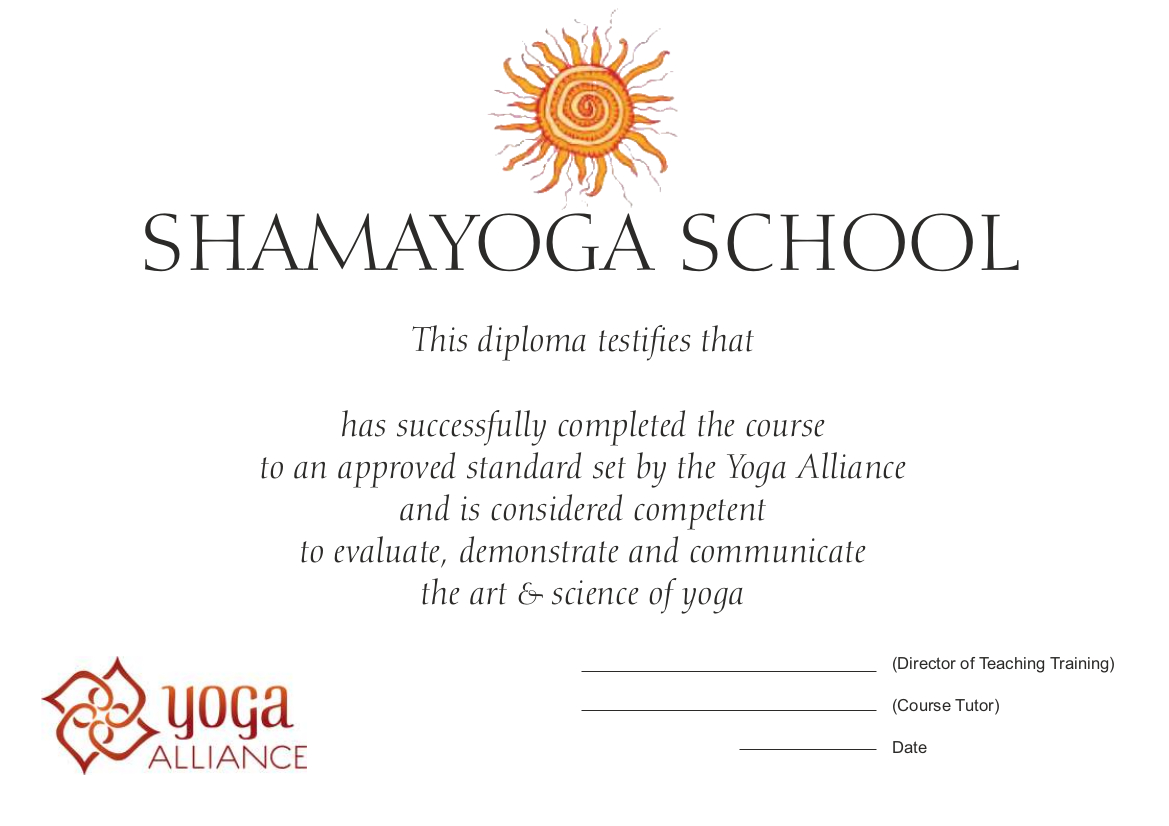 SHAMAYOGA SCHOOL
This diploma testifies that
has successfully completed the course
to an approved standard set by the Yoga Alliance
and is considered competent
to evaluate, demonstrate and communicate
the art & science of yoga
(Director of Teaching Training)
(Course Tutor)
Date
yoga
ALLIANCE